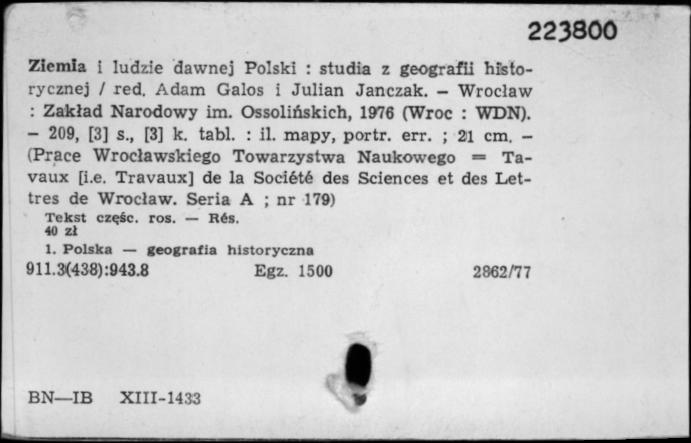 223800
Ziemia i ludzie dawnej Polski : studia z geografii histo-
rycznej / red. Adam Galos i Julian Janczak. — Wrocław
: Zakład Narodowy im. Ossolińskich, 1976 (Wroc : WDN).
— 209, [3] s., [3] k. tabl. : il. mapy, portr. err. ; 21 cm. —
(Prace Wrocławskiego Towarzystwa Naukowego = Ta-
vaux [i.e. Travaux] de la Société des Sciences et des Let-
tres de Wrocław. Seria A ; nr 179)
Tekst częśc. ros. — Rés.
40 zł
1. Polska — geografia historyczna
911.3(438):943.8 Egz. 1500 2862/77
BN—IB XIII-1433